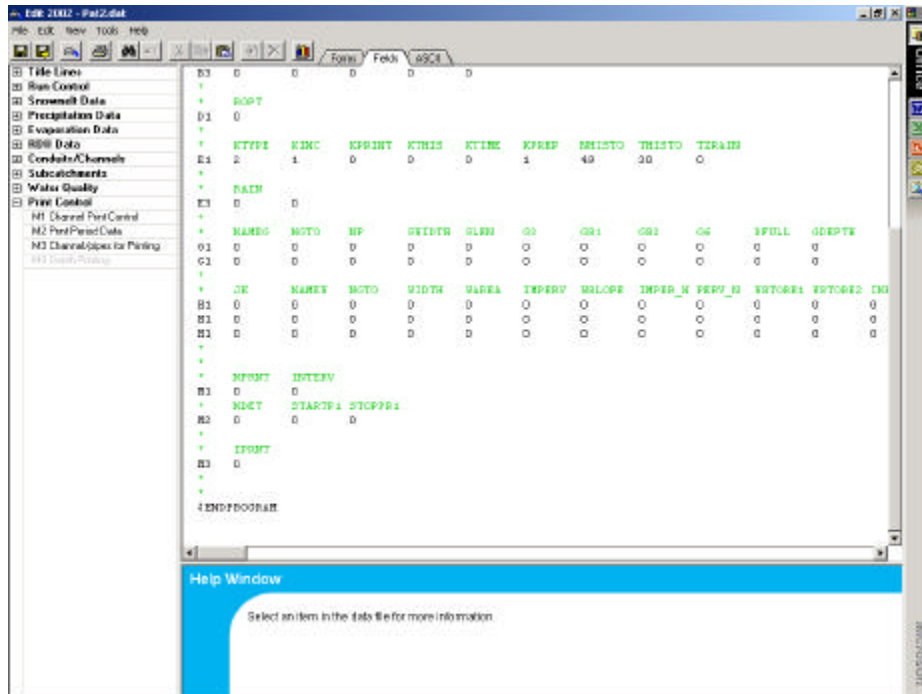 Edit 2002 - Pat2.dat
File Edit View Tools Help
Forms Fields ASCII
Title Lines
Run Control
Snowmelt Data
Precipitation Data
Evaporation Data
RDII Data
Conduits/Channels
Subcatchments
Water Quality
Print Control
M1 Channel Print Control
M2 Print Period Data
M3 Channel/pipes for Printing
M3 Depth Printing
B3 0 0 0 0 0
*
* ROPT
D1 0
*
* KTYPE KINC KPRINT KTHIS KTIME KPREP NHISTO THISTO TZRAIN
E1 2 1 0 0 0 1 48 30 0
*
* RAIN
E3 0 0
*
* NAMEG NGTO NP GWIDTH GLEN G3 GS1 GS2 G6 DFULL GDEPTH
G1 0 0 0 0 0 0 0 0 0 0 0
G1 0 0 0 0 0 0 0 0 0 0 0
*
* JK NAMEW NGTO WIDTH WAREA IMPERV WSLOPE IMPER_N PERV_N WSTORE1 WSTORE2
H1 0 0 0 0 0 0 0 0 0 0 0 0
H1 0 0 0 0 0 0 0 0 0 0 0 0
H1 0 0 0 0 0 0 0 0 0 0 0 0
*
*
* NPRNT INTERV
M1 0 0
* NDET STARTP1 STOPPR1
M2 0 0 0
*
* IPRNT
M3 0
*
*
$ENDPROGRAM
Help Window
Select an item in the data file for more information.
Office
Microsoft